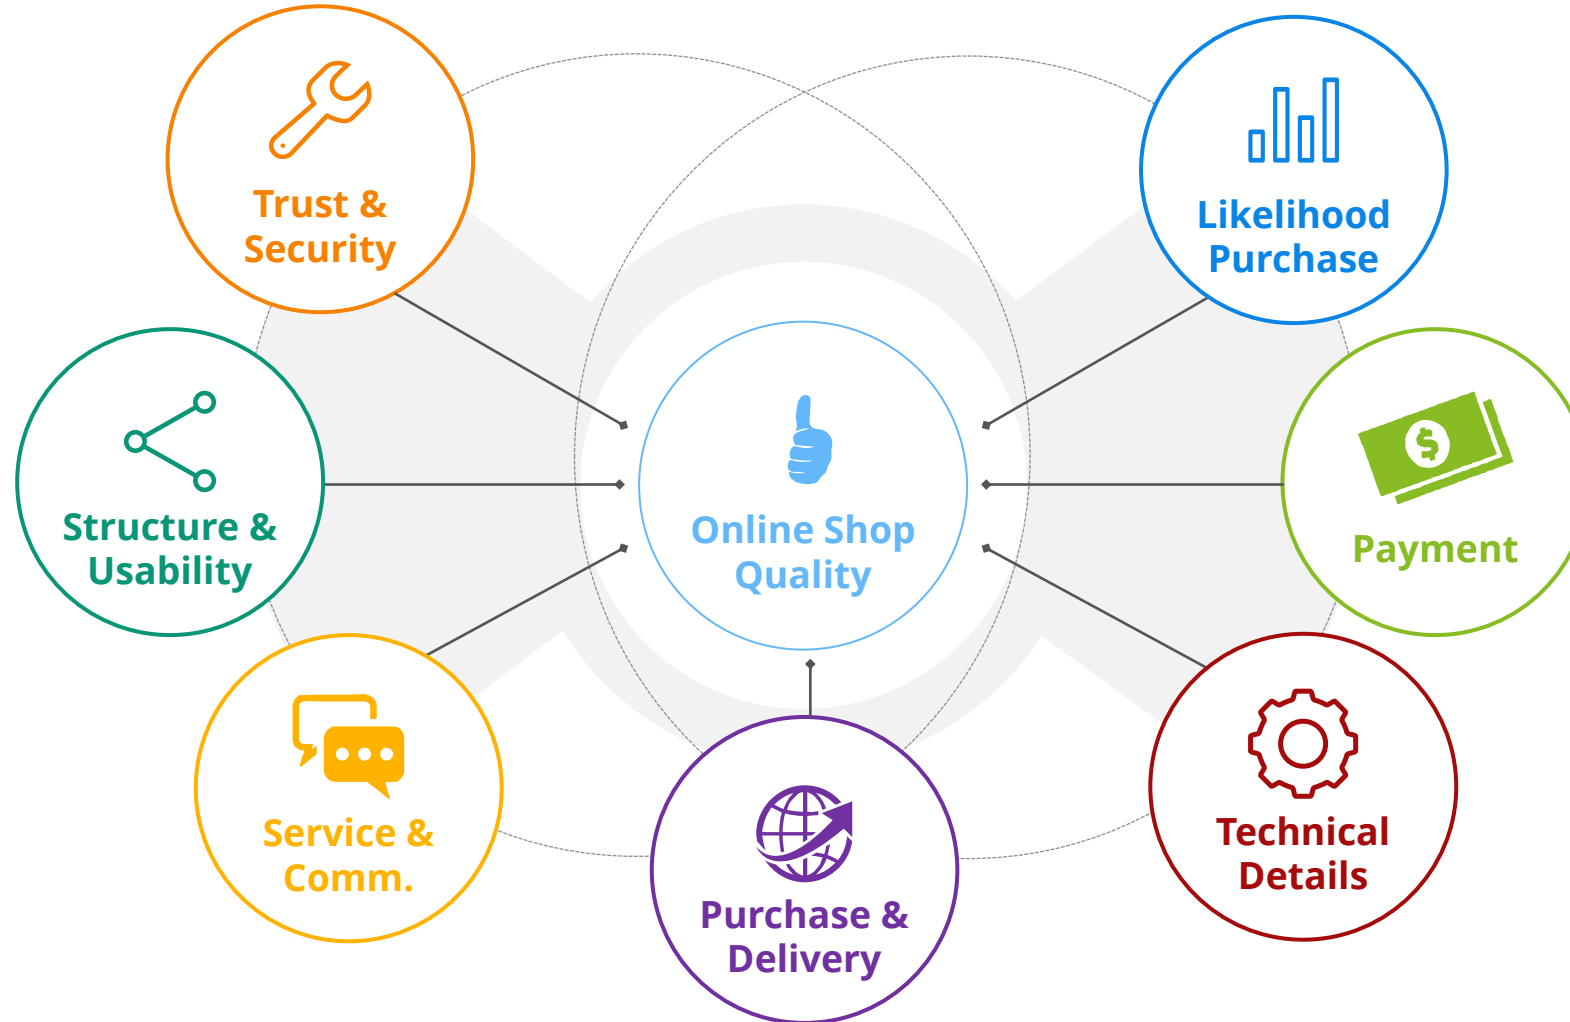 Trust &
Security
Likelihood
Purchase
Structure &
Usability
$
Payment
Online Shop
Quality
Service &
Comm.
Technical
Details
Purchase &
Delivery